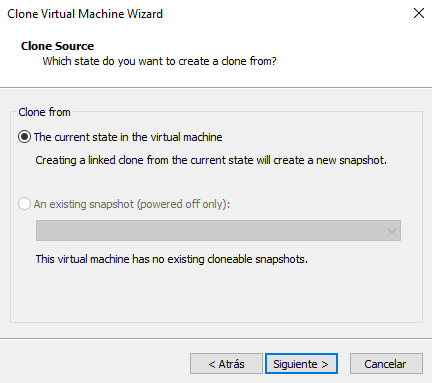 Clone Virtual Machine Wizard
Clone Source
Which state do you want to create a clone from?
Clone from
The current state in the virtual machine
Creating a linked clone from the current state will create a new snapshot.
An existing snapshot (powered off only):
This virtual machine has no existing cloneable snapshots.
< Atrás
Siguiente >
Cancelar